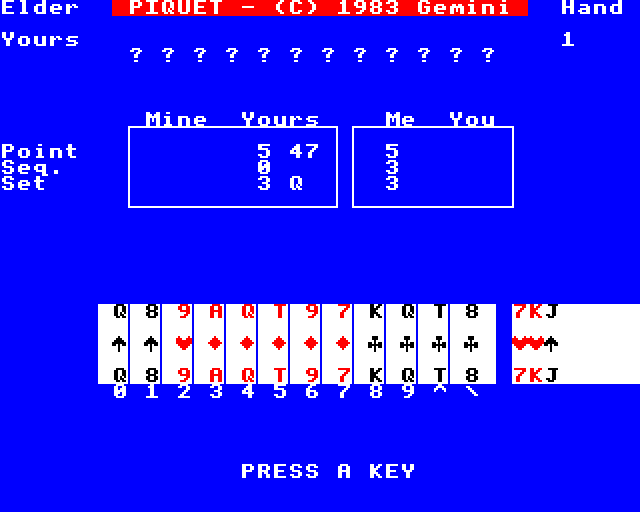 Elder PIQUET - (C) 1983 Gemini Hand
Yours ? ? ? ? ? ? ? ? ? ? ? ? 1
Mine Yours Me You
Point 5 47 5
Seq. 0 3
Set 3 Q 3
Q 8 9 A Q T 9 7 K Q T 8 7KJ
Q 8 9 A Q T 9 7 K Q T 8 7KJ
0 1 2 3 4 5 6 7 8 9 ^ \
PRESS A KEY